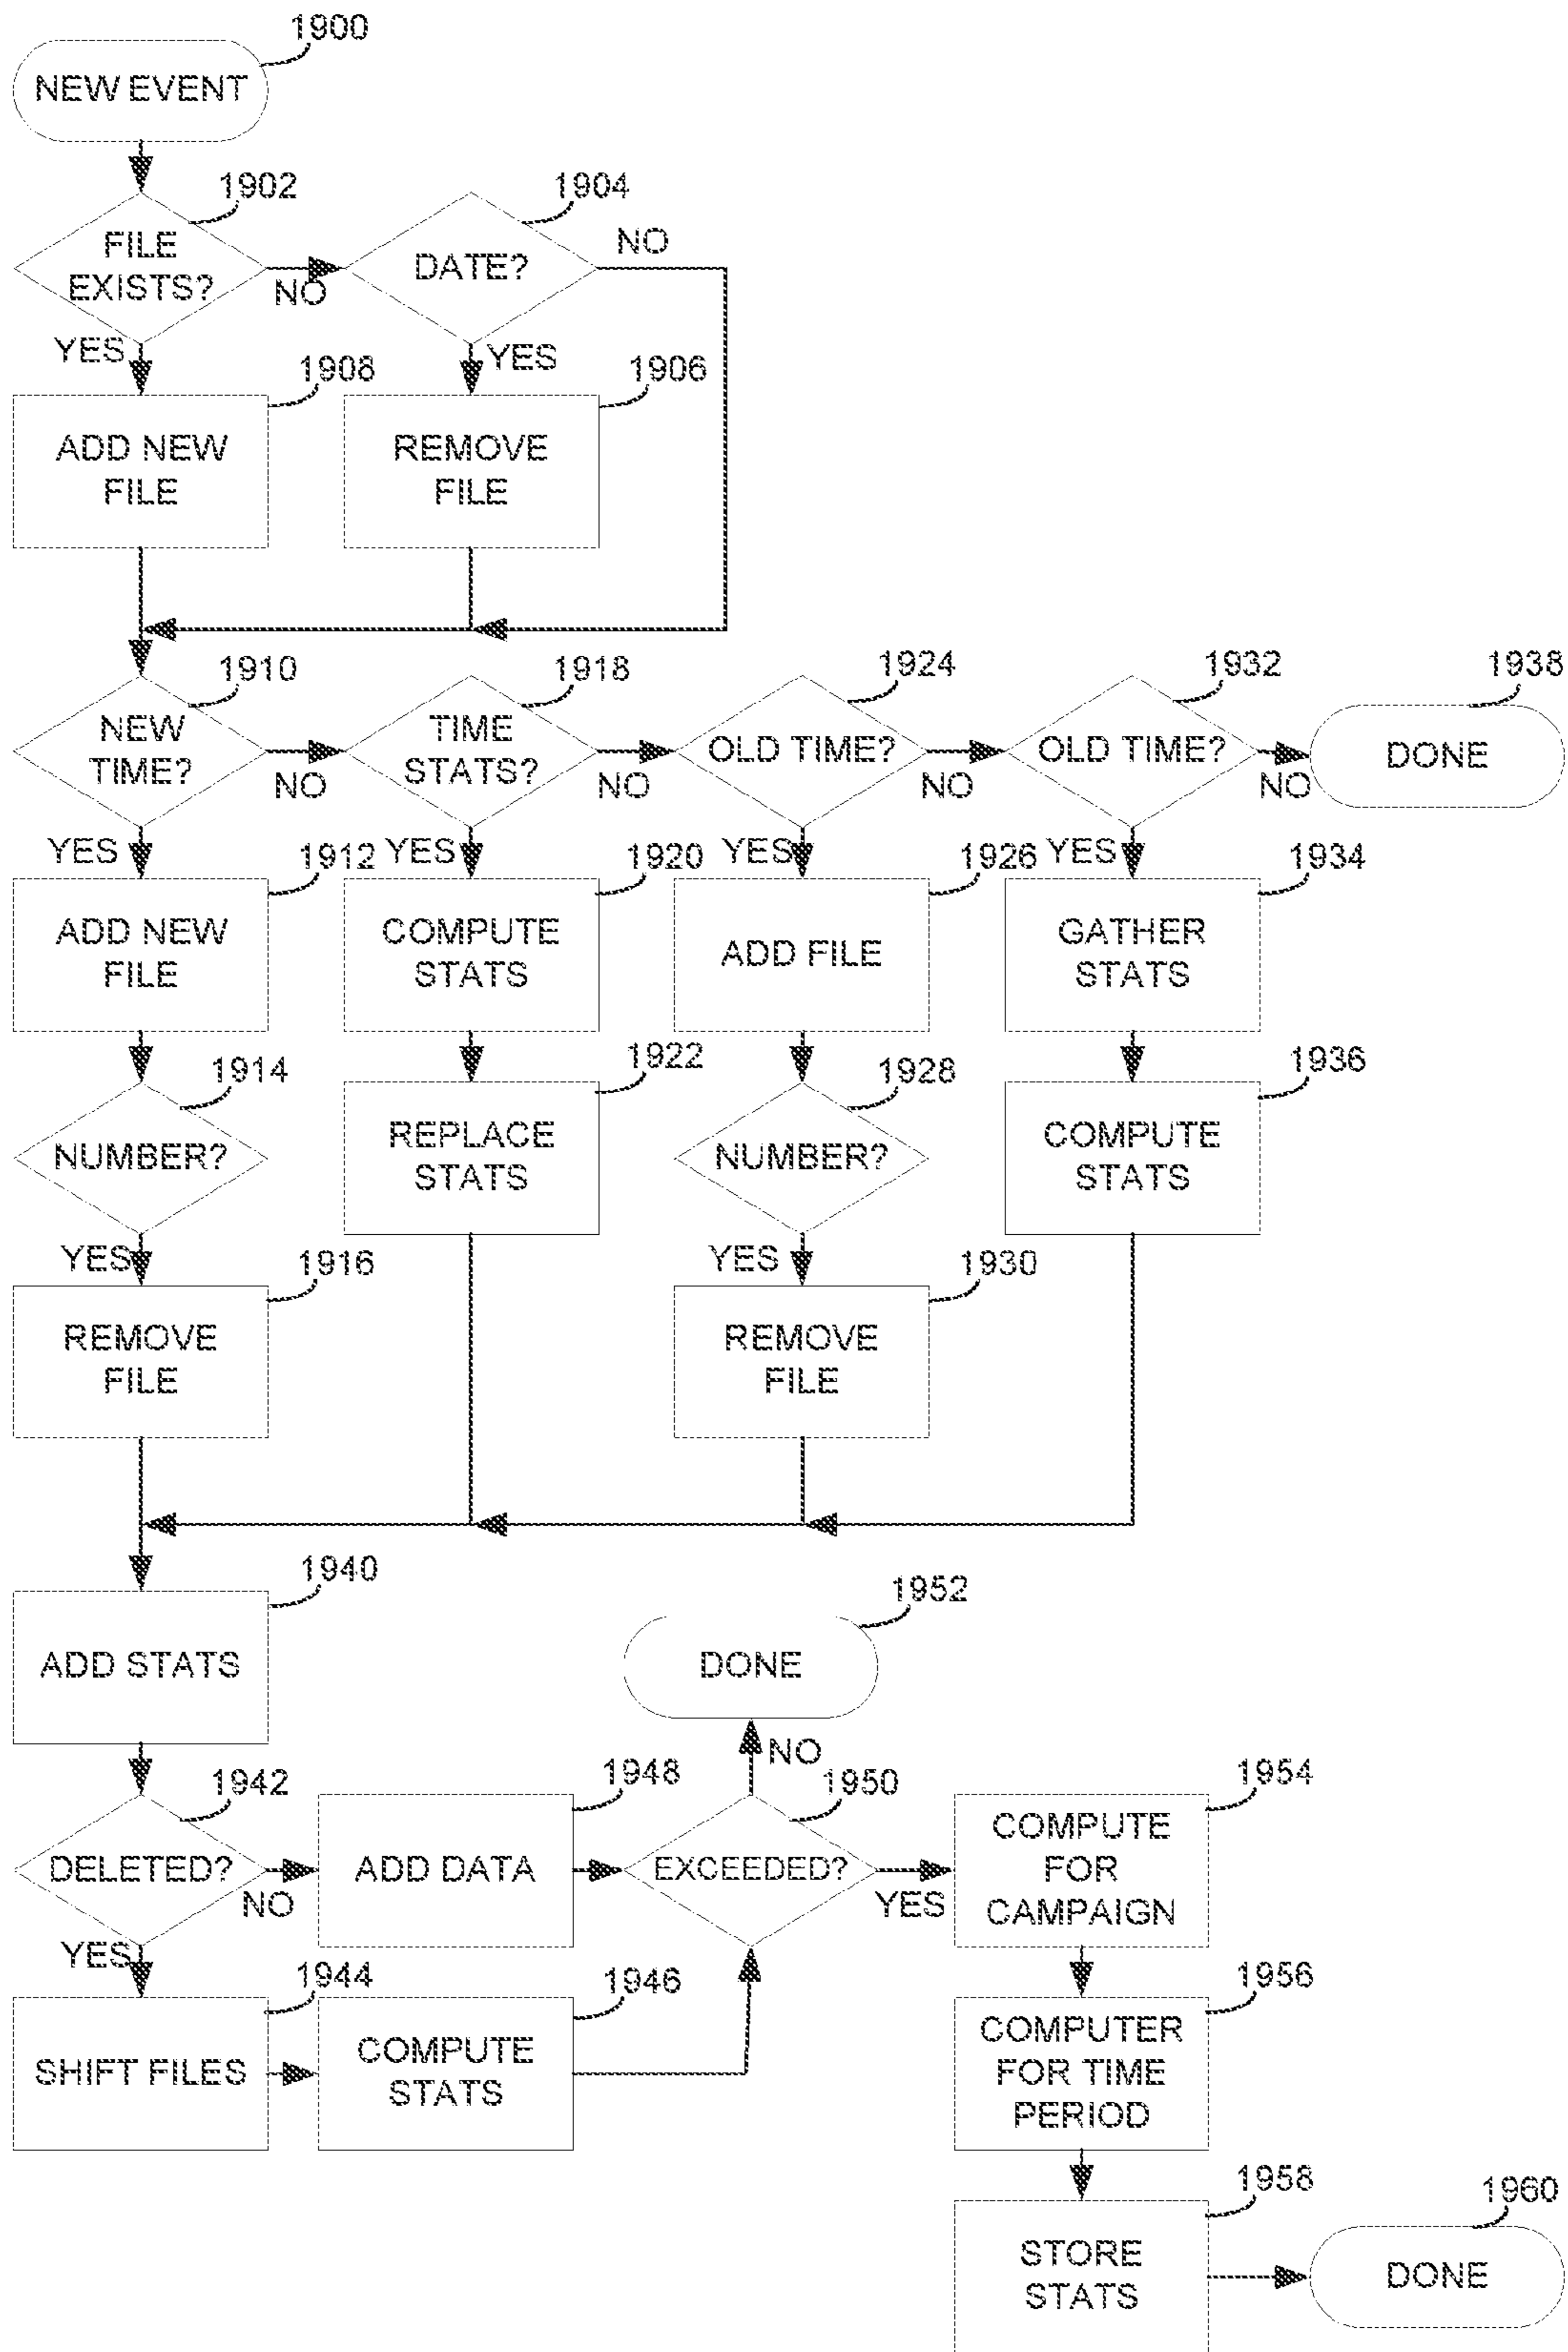 1900
NEW EVENT
1902
1904
FILE
EXISTS?
NO
DATE?
NO
YES
YES
1908
1906
ADD NEW
FILE
REMOVE
FILE
1910
1918
1924
1932
1938
NEW
TIME?
NO
TIME
STATS?
NO
OLD TIME?
NO
OLD TIME?
NO
DONE
YES
1912
YES
1920
YES
1926
YES
1934
ADD NEW
FILE
COMPUTE
STATS
ADD FILE
GATHER
STATS
1914
1922
1928
1936
NUMBER?
REPLACE
STATS
NUMBER?
COMPUTE
STATS
YES
1916
YES
1930
REMOVE
FILE
REMOVE
FILE
1940
1952
ADD STATS
DONE
NO
1942
1948
1950
1954
DELETED?
NO
ADD DATA
EXCEEDED?
YES
COMPUTE
FOR
CAMPAIGN
YES
1944
1946
1956
SHIFT FILES
COMPUTE
STATS
COMPUTER
FOR TIME
PERIOD
1958
1960
STORE
STATS
DONE